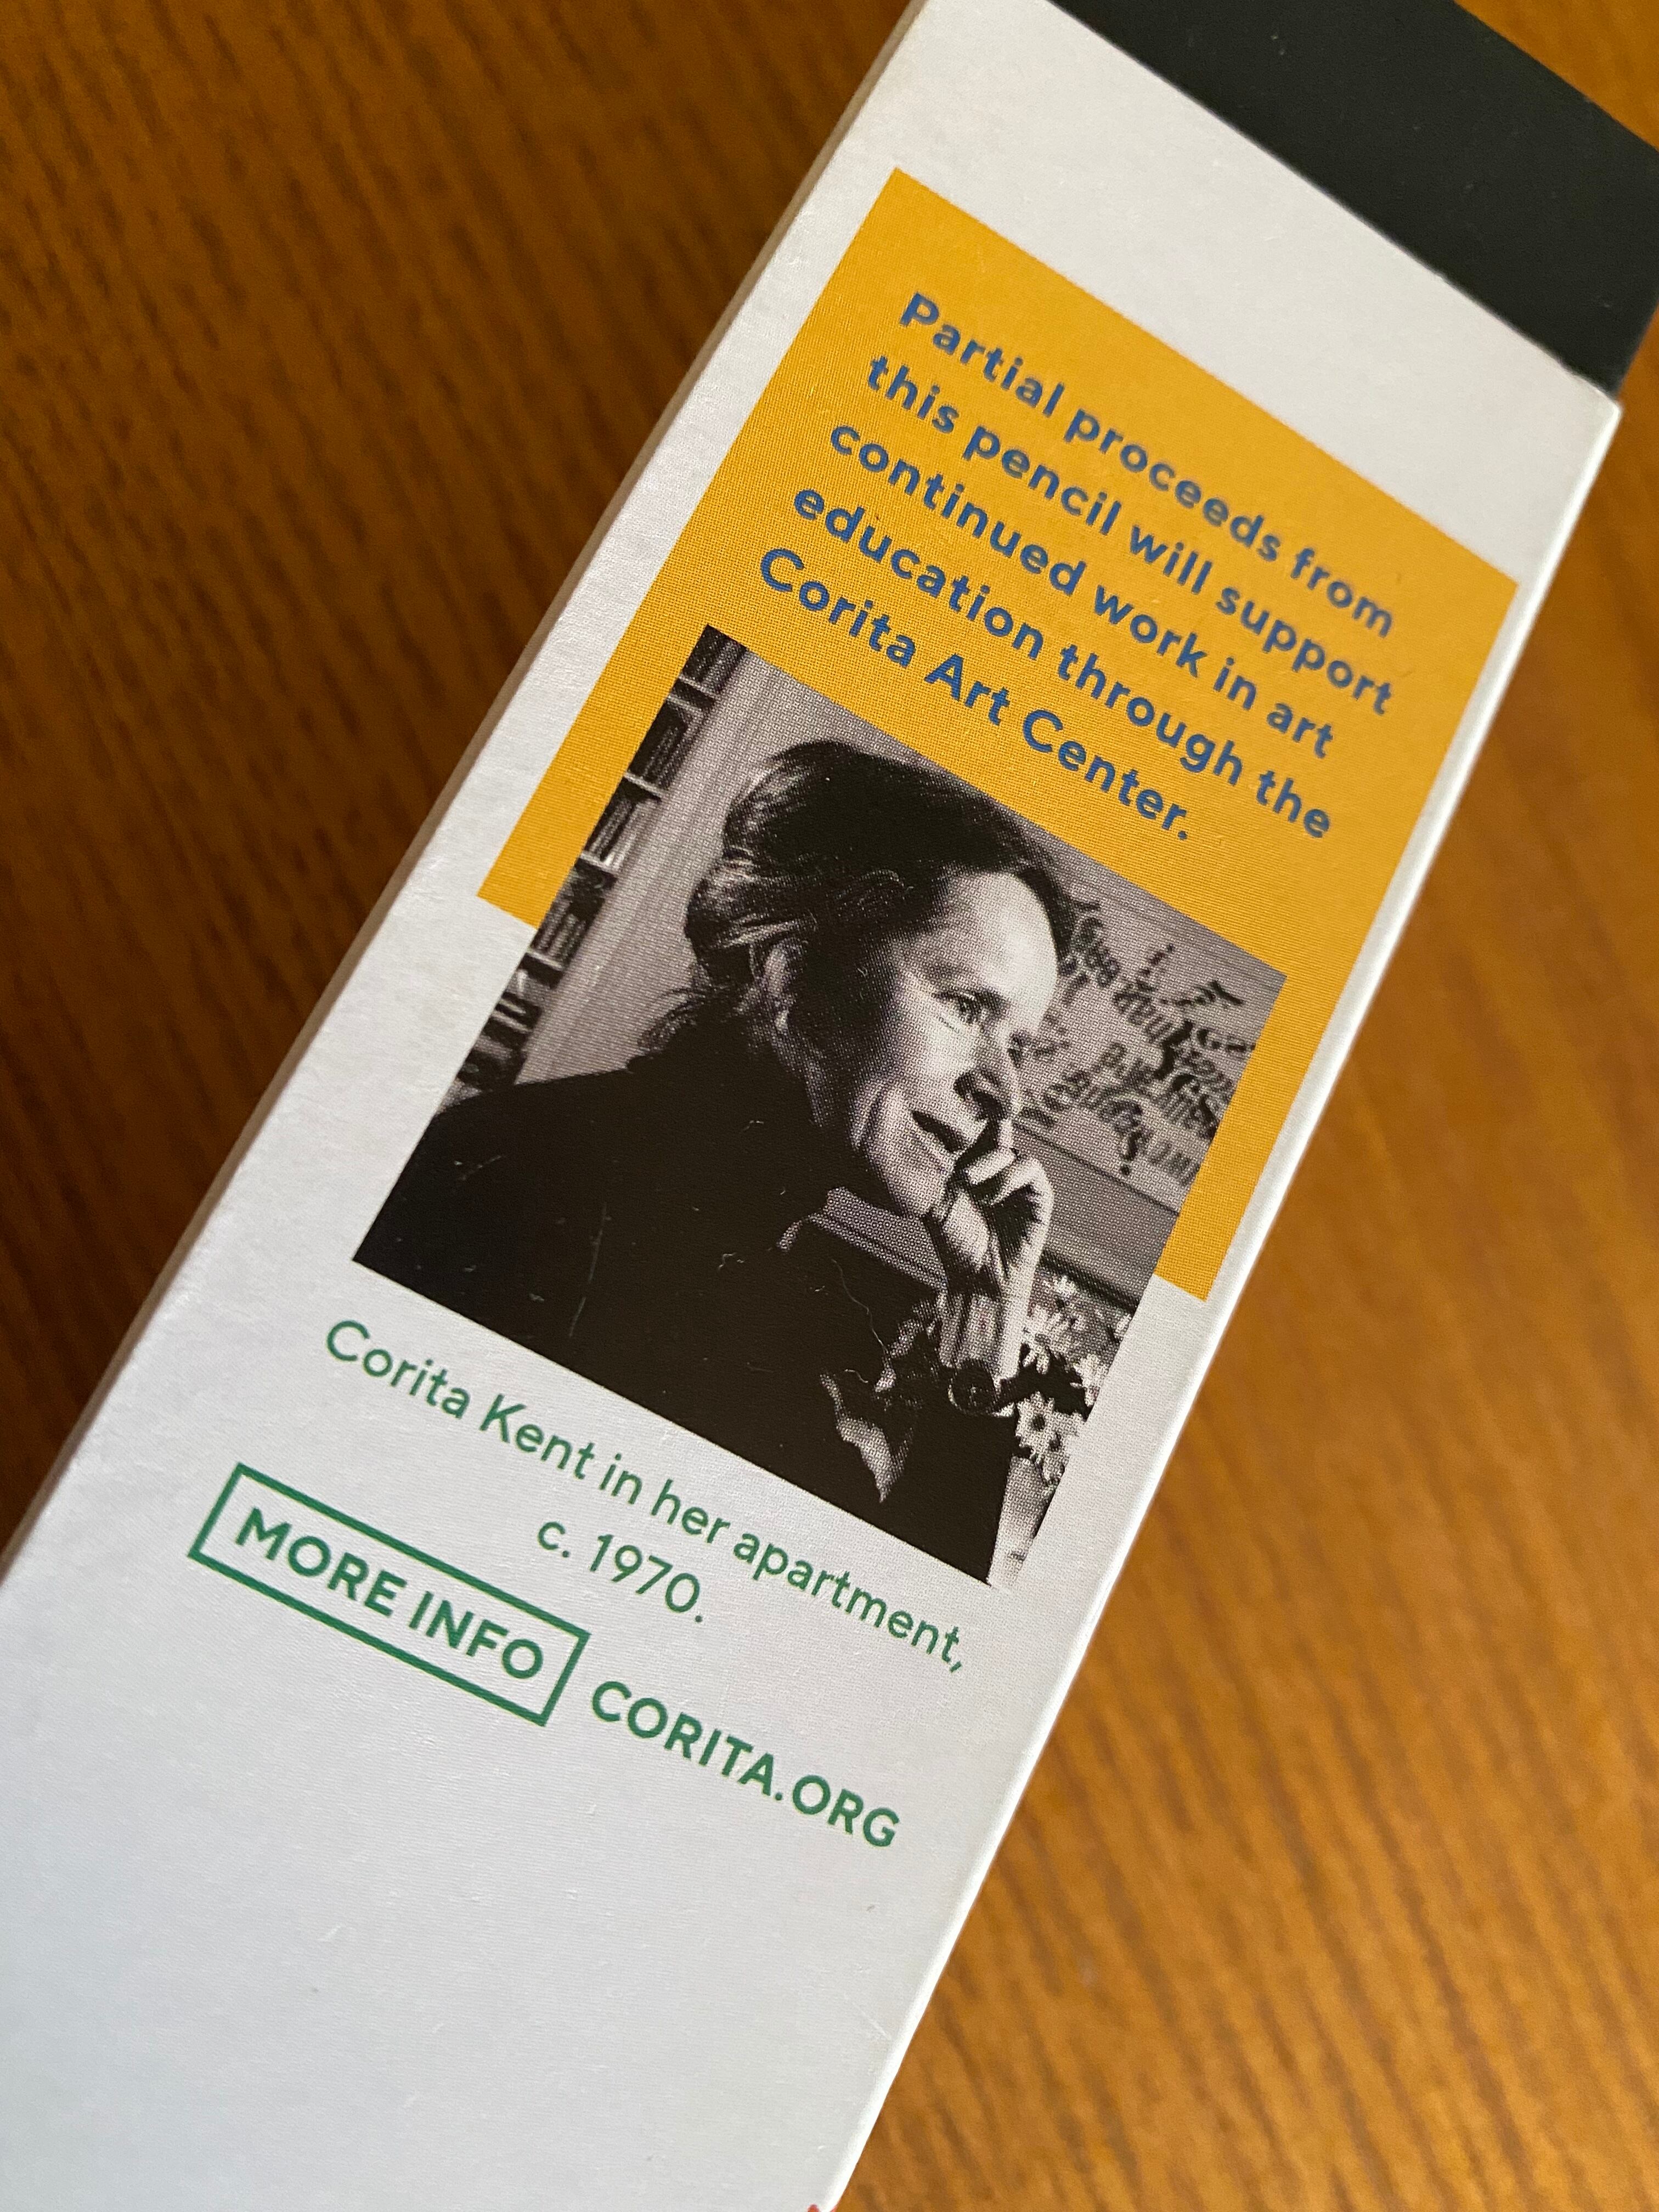 Partial proceeds from
this pencil will support
continued work in art
education through the
Corita Art Center.
Corita Kent in her apartment,
c. 1970.
MORE INFO CORITA.ORG